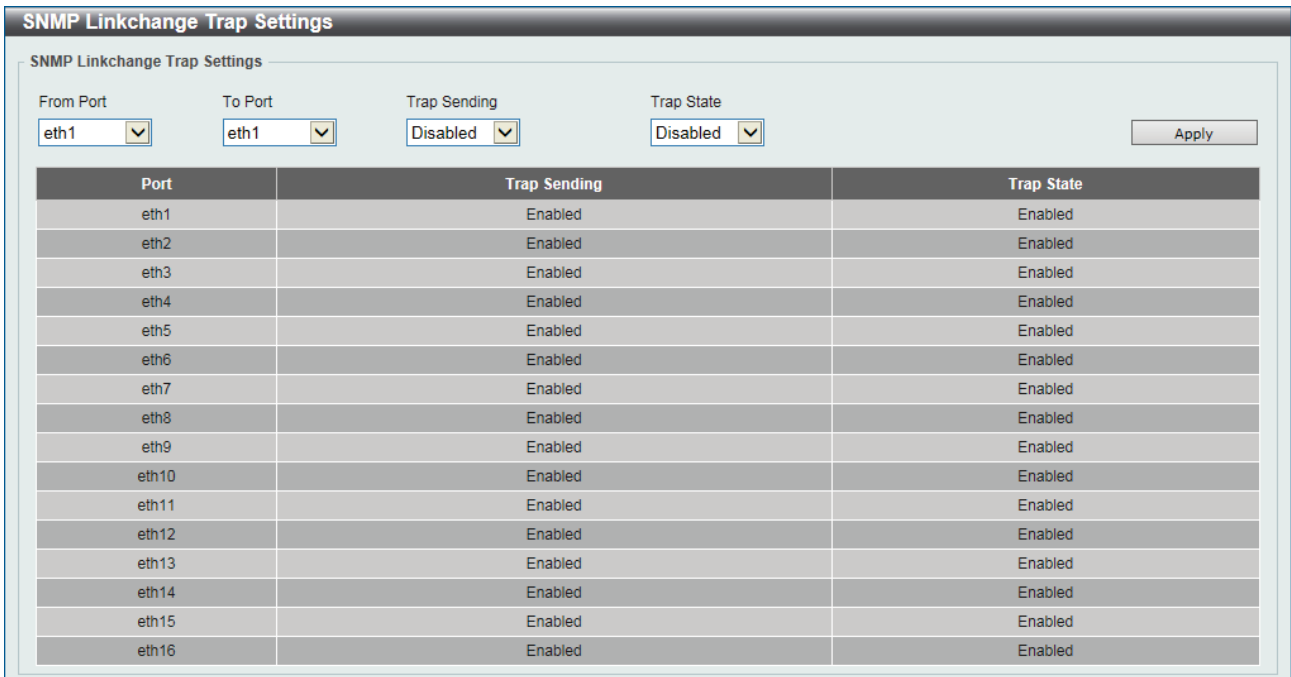 SNMP Linkchange Trap Settings
SNMP Linkchange Trap Settings
From Port To Port Trap Sending Trap State
eth1 eth1 Disabled Disabled Apply
Port Trap Sending Trap State
eth1 Enabled Enabled
eth2 Enabled Enabled
eth3 Enabled Enabled
eth4 Enabled Enabled
eth5 Enabled Enabled
eth6 Enabled Enabled
eth7 Enabled Enabled
eth8 Enabled Enabled
eth9 Enabled Enabled
eth10 Enabled Enabled
eth11 Enabled Enabled
eth12 Enabled Enabled
eth13 Enabled Enabled
eth14 Enabled Enabled
eth15 Enabled Enabled
eth16 Enabled Enabled